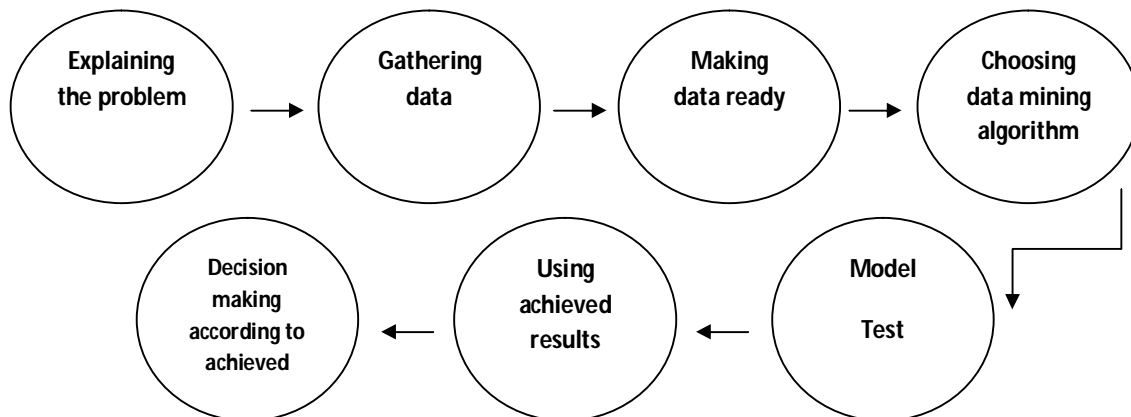 Explaining
the problem
Gathering
data
Making
data ready
Choosing
data mining
algorithm
Model
Test
Using
achieved
results
Decision
making
according to
achieved